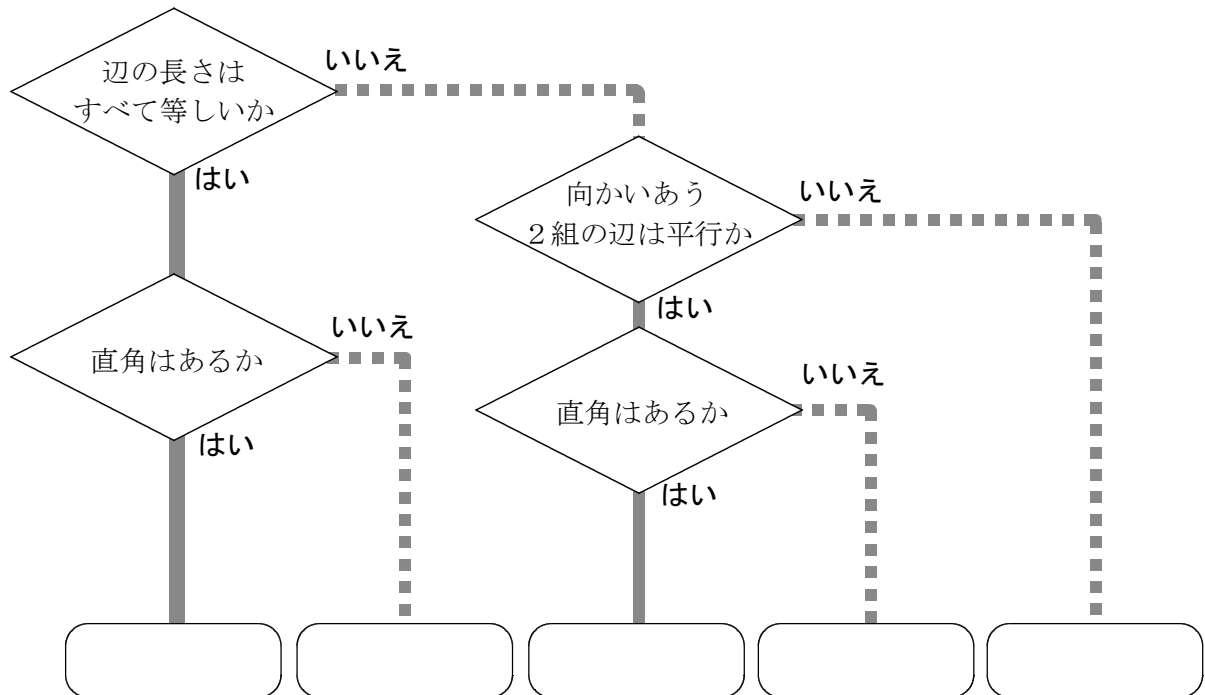 辺の長さは
すべて等しいか
いいえ
はい
向かいあう
２組の辺は平行か
いいえ
はい
直角はあるか
いいえ
はい
直角はあるか
いいえ
はい